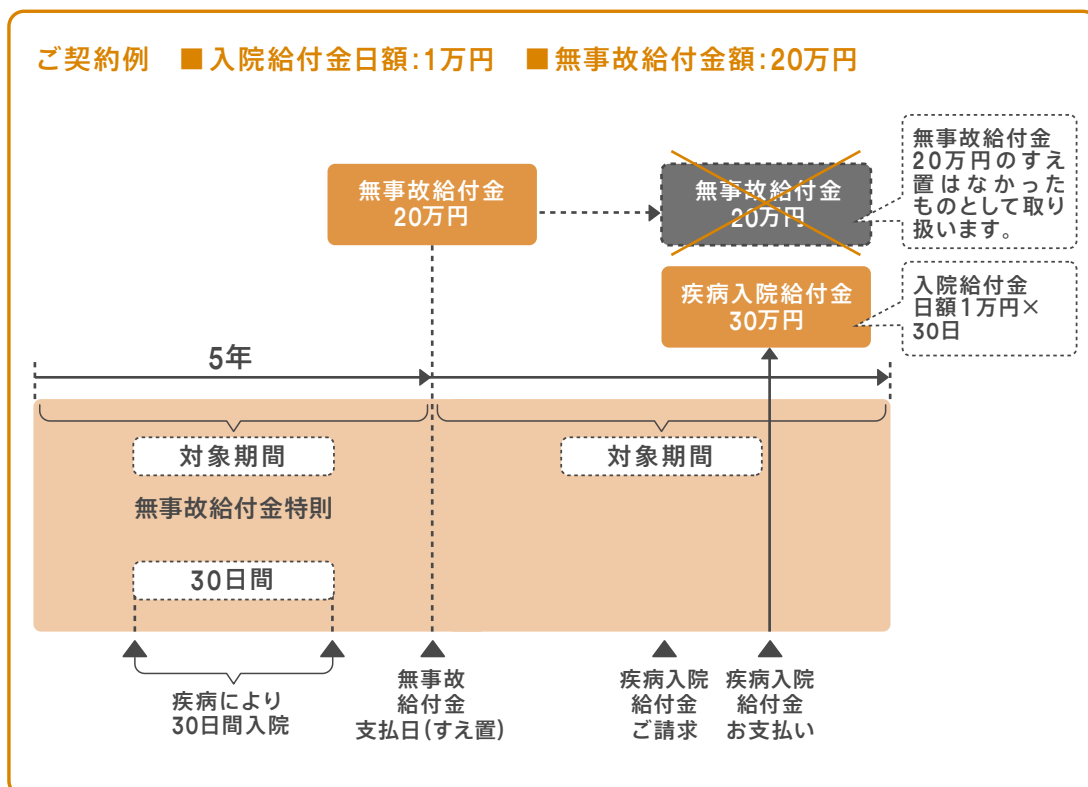 ご契約例 ■入院給付金日額:1万円 ■無事故給付金額:20万円
無事故給付金
20万円のすえ
置はなかった
ものとして取り
扱います。
無事故給付金
20万円
無事故給付金
20万円
疾病入院給付金
30万円
入院給付金
日額1万円×
30日
5年
対象期間
対象期間
無事故給付金特則
30日間
疾病により
30日間入院
無事故
給付金
支払日(すえ置)
疾病入院
給付金
ご請求
疾病入院
給付金
お支払い